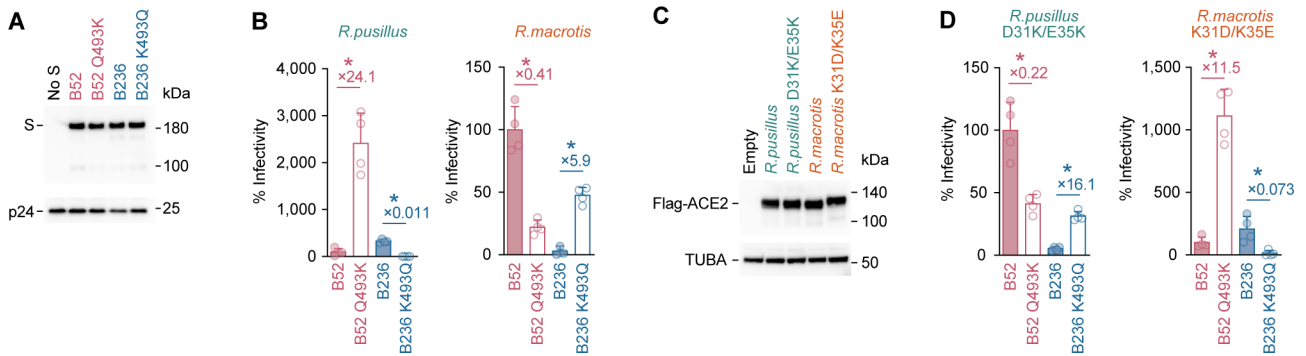 A
No S
B52
B52 Q493K
B236
B236 K493Q
kDa
S
180
100
p24
25
B
R.pusillus
% Infectivity
4,000
3,000
2,000
1,000
0
*
×24.1
*
×0.011
B52
B52 Q493K
B236
B236 K493Q
R.macrotis
% Infectivity
150
100
50
0
*
×0.41
*
×5.9
B52
B52 Q493K
B236
B236 K493Q
C
Empty
R.pusillus
R.pusillus D31K/E35K
R.macrotis
R.macrotis K31D/K35E
kDa
Flag-ACE2
140
100
TUBA
50
D
R.pusillus
D31K/E35K
% Infectivity
150
100
50
0
*
×0.22
*
×16.1
B52
B52 Q493K
B236
B236 K493Q
R.macrotis
K31D/K35E
% Infectivity
1,500
1,000
500
0
*
×11.5
*
×0.073
B52
B52 Q493K
B236
B236 K493Q